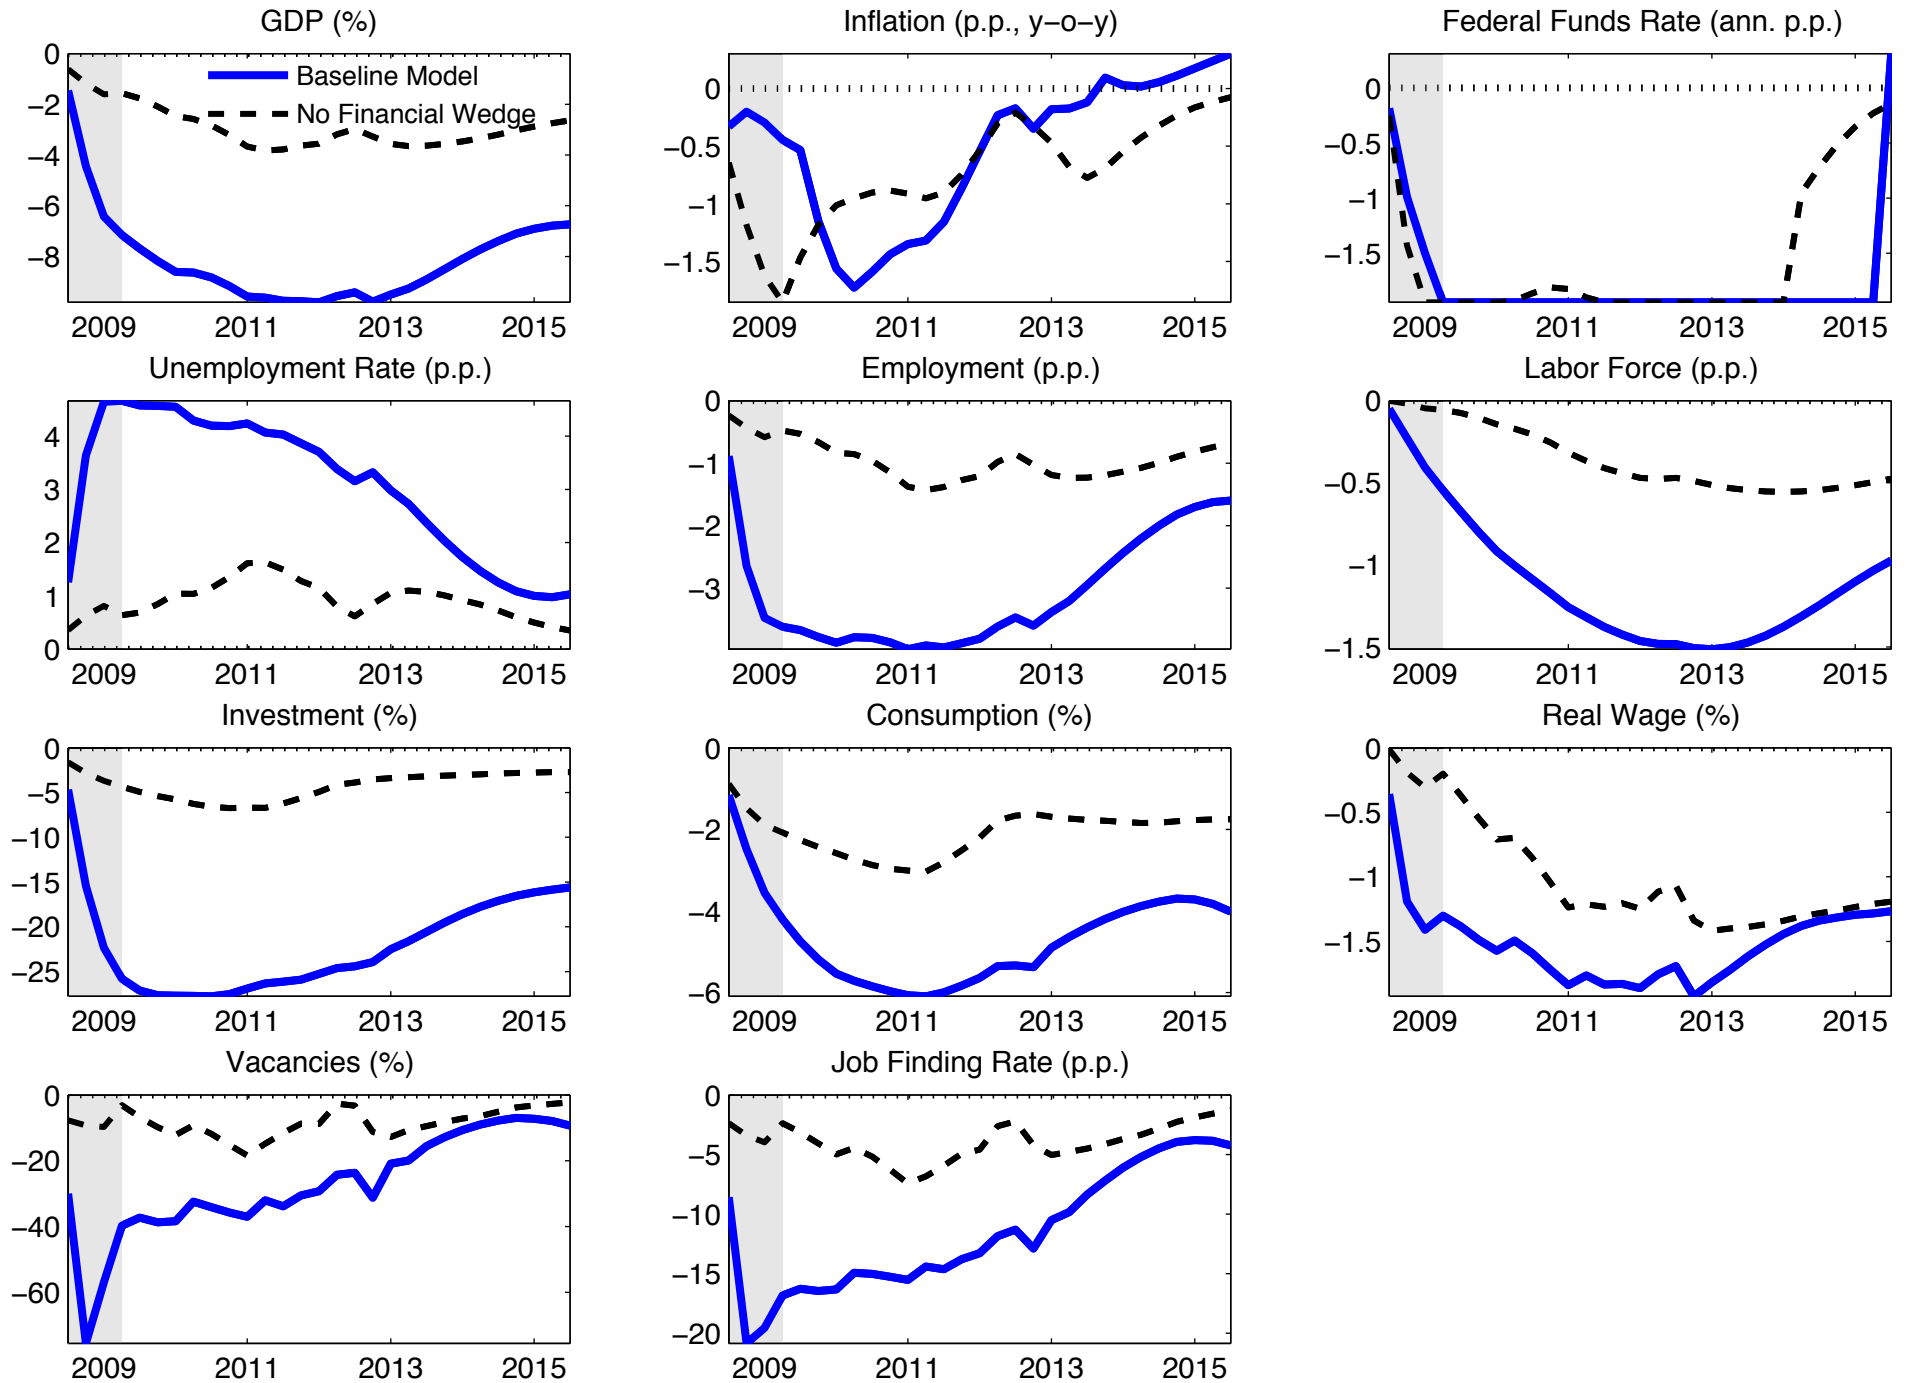 GDP (%)
0
−2
−4
−6
−8
Baseline Model
No Financial Wedge
2009 2011 2013 2015
Inflation (p.p., y−o−y)
0
−0.5
−1
−1.5
2009 2011 2013 2015
Federal Funds Rate (ann. p.p.)
0
−0.5
−1
−1.5
2009 2011 2013 2015
Unemployment Rate (p.p.)
4
3
2
1
0
2009 2011 2013 2015
Employment (p.p.)
0
−1
−2
−3
2009 2011 2013 2015
Labor Force (p.p.)
0
−0.5
−1
−1.5
2009 2011 2013 2015
Investment (%)
0
−5
−10
−15
−20
−25
2009 2011 2013 2015
Consumption (%)
0
−2
−4
−6
2009 2011 2013 2015
Real Wage (%)
0
−0.5
−1
−1.5
2009 2011 2013 2015
Vacancies (%)
0
−20
−40
−60
2009 2011 2013 2015
Job Finding Rate (p.p.)
0
−5
−10
−15
−20
2009 2011 2013 2015